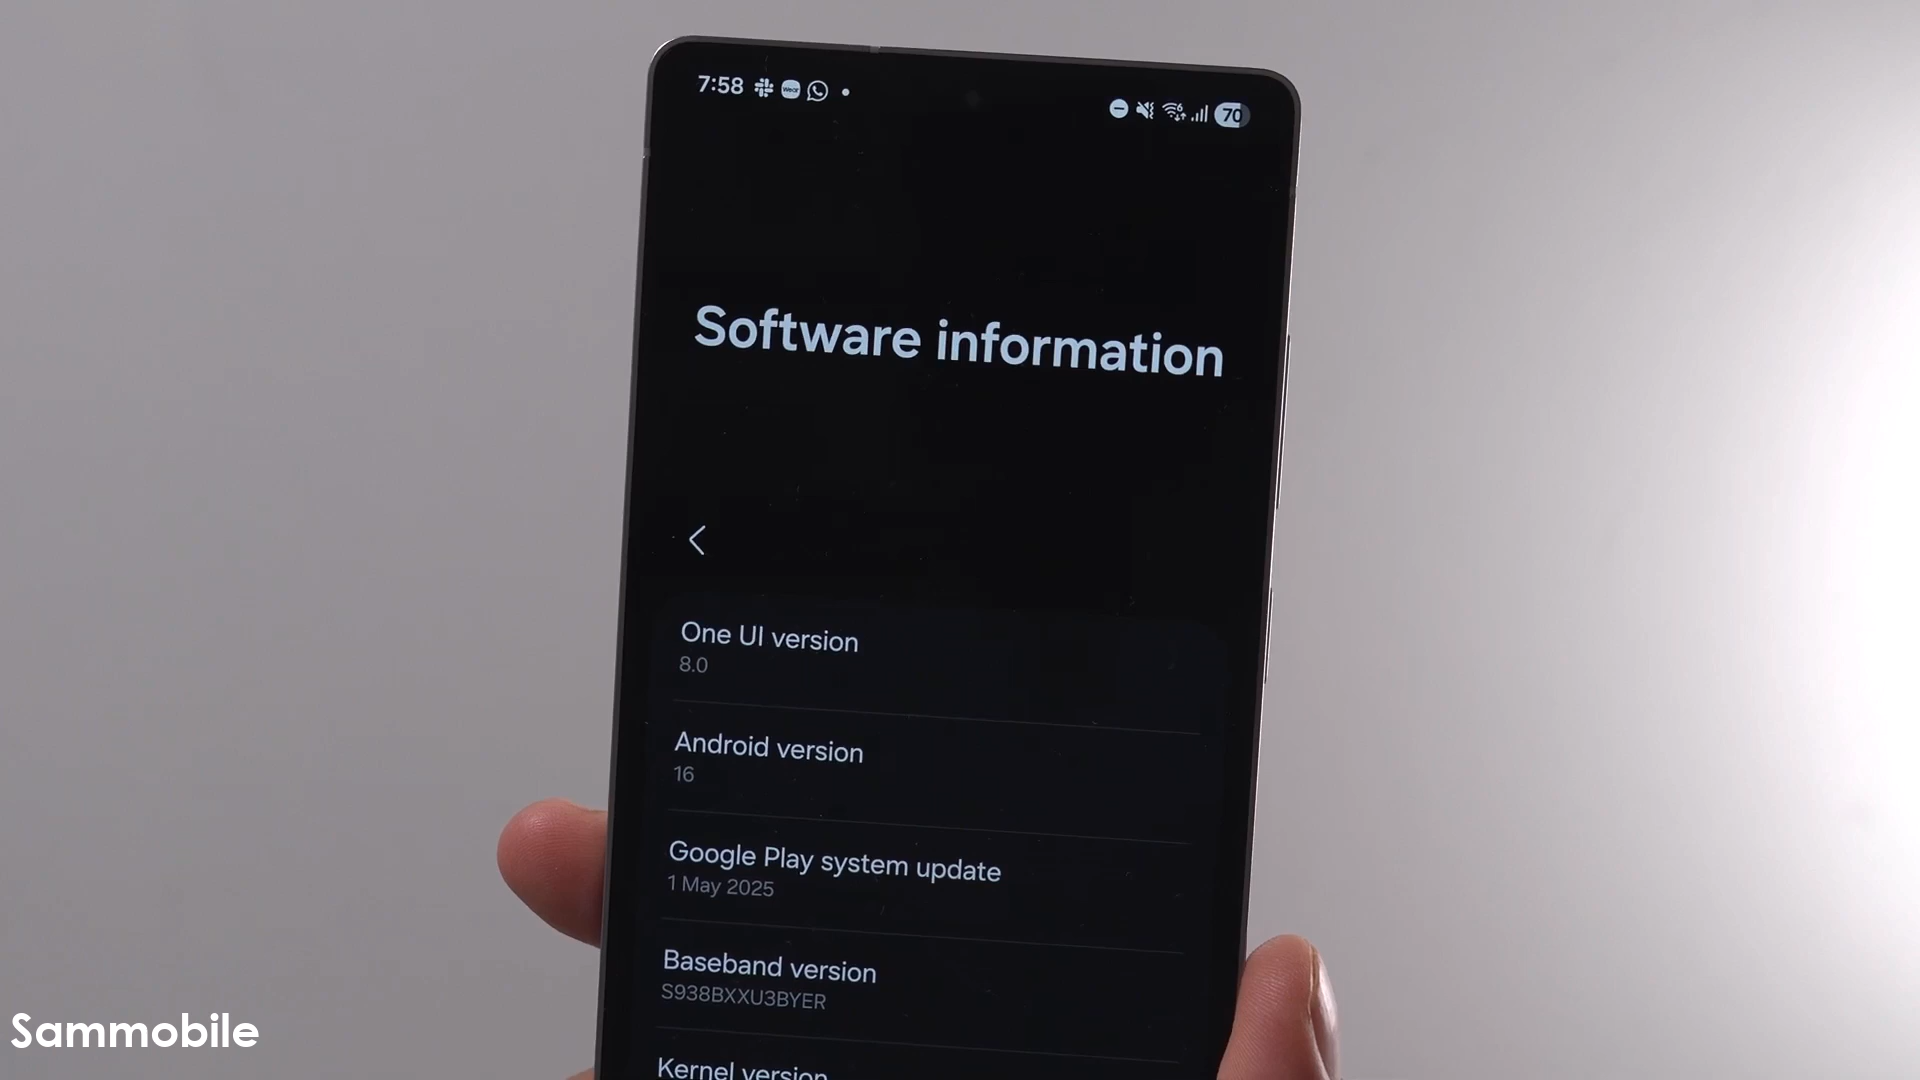 7:58
70
Software information
One UI version
8.0
Android version
16
Google Play system update
1 May 2025
Baseband version
S938BXXU3BYER
Kernel version
Sammobile